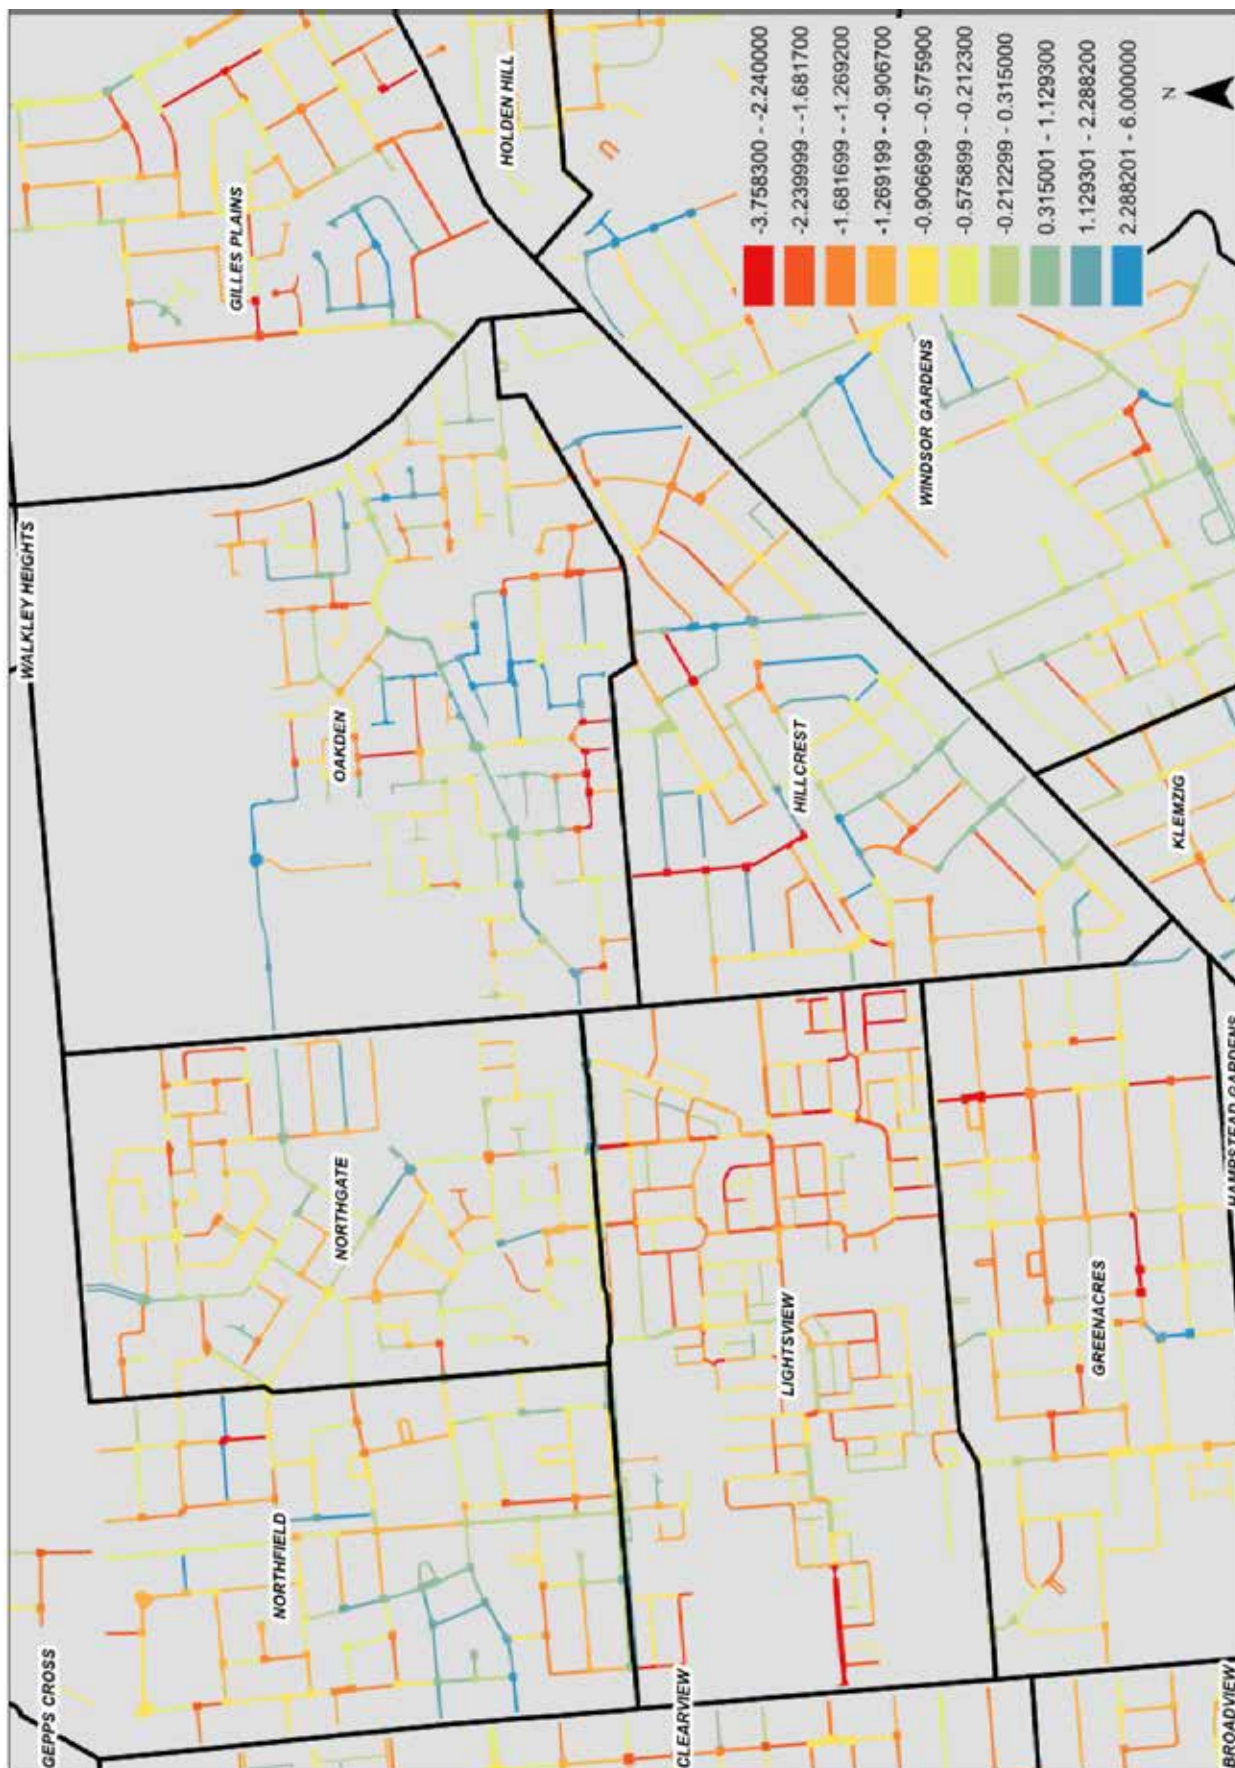 WALKLEY HEIGHTS
GILLES PLAINS
HOLDEN HILL
GEPPS CROSS
NORTHFIELD
NORTHGATE
OAKDEN
HILLCREST
WINDSOR GARDENS
CLEARVIEW
LIGHTSVIEW
GREENACRES
KLEMZIG
HAMPSTEAD GARDENS
BROADVIEW
-3.758300 - -2.240000
-2.239999 - -1.681700
-1.681699 - -1.269200
-1.269199 - -0.906700
-0.906699 - -0.575900
-0.575899 - -0.212300
-0.212299 - 0.315000
0.315001 - 1.129300
1.129301 - 2.288200
2.288201 - 6.000000
N